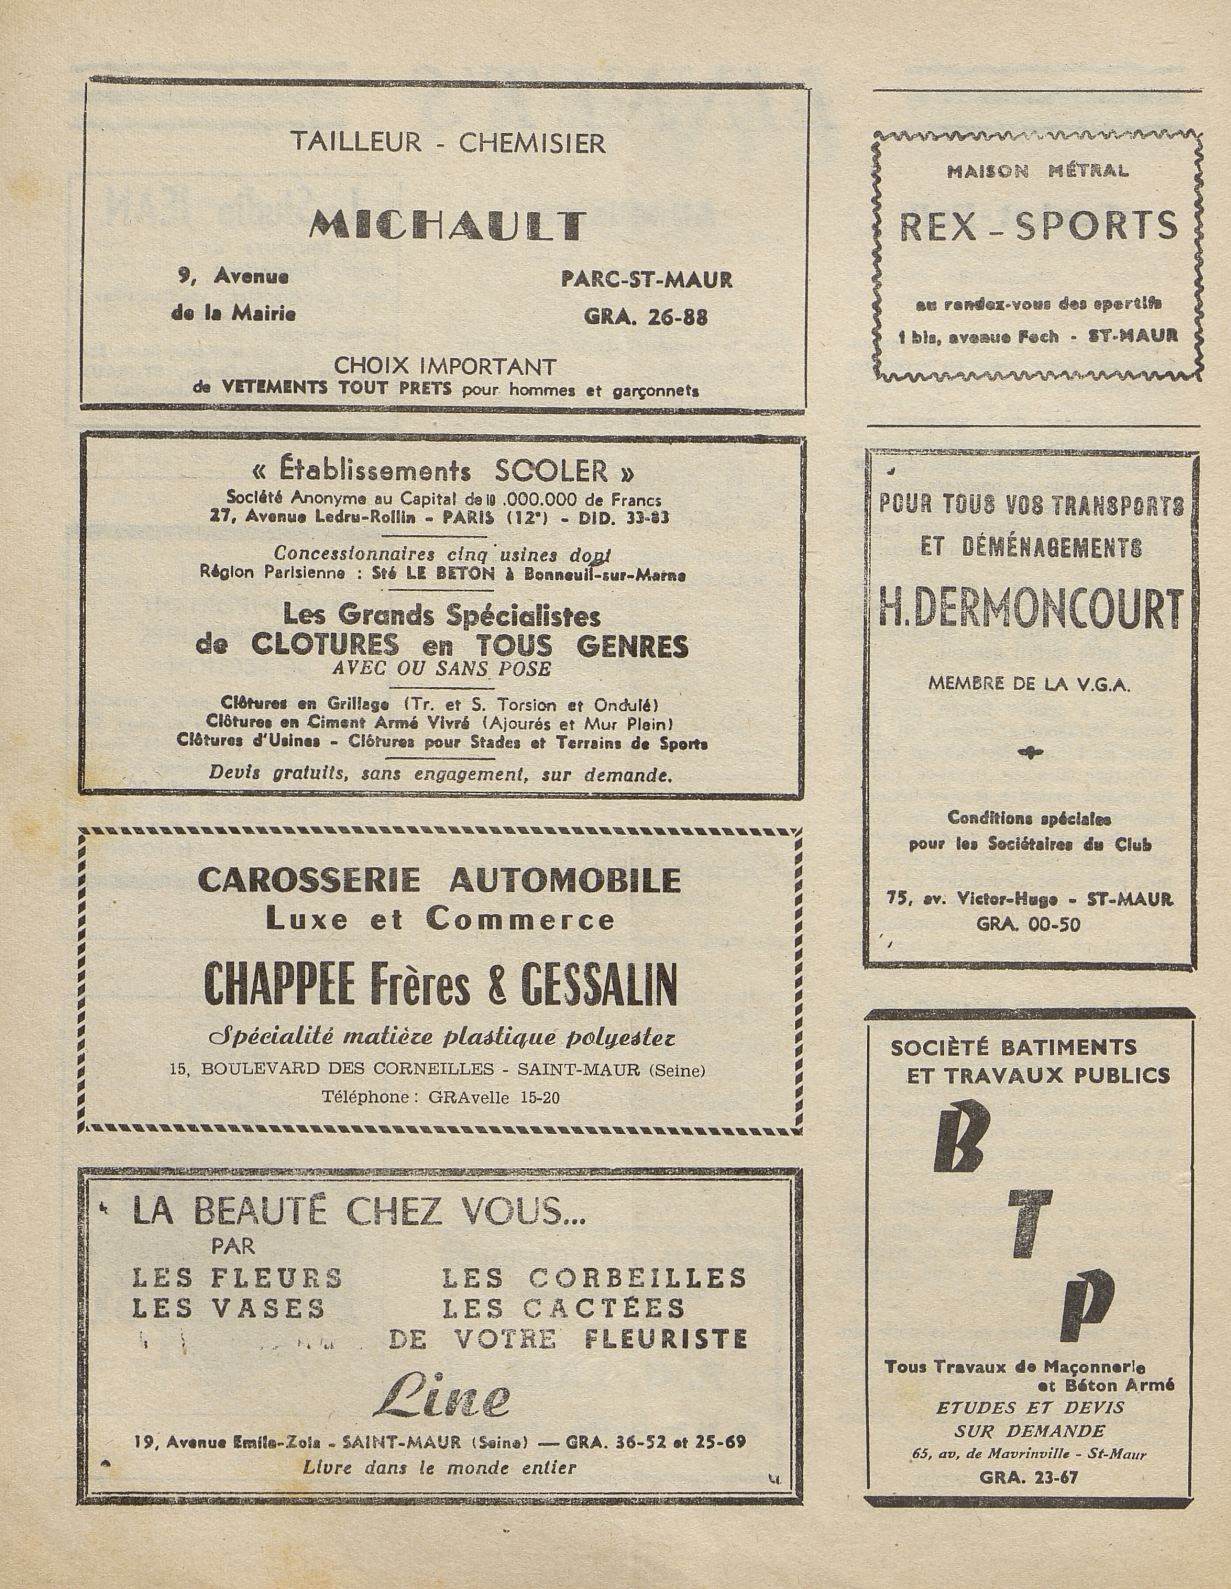 TAILLEUR - CHEMISIER
MICHAULT
9, Avenue
de la Mairie
PARC-ST-MAUR
GRA. 26-88
CHOIX IMPORTANT
de VETEMENTS TOUT PRETS pour hommes et garçonnets
« Établissements SCOLER »
Société Anonyme au Capital de 10 .000.000 de Francs
27, Avenue Ledru-Rollin - PARIS (12e) - DID. 33-83
Concessionnaires cinq usines dont
Région Parisienne : Sté LE BETON à Bonneuil-sur-Marne
Les Grands Spécialistes
de CLOTURES en TOUS GENRES
AVEC OU SANS POSE
Clôtures en Grillage (Tr. et S. Torsion et Ondulé)
Clôtures en Ciment Armé Vivré (Ajourés et Mur Plein)
Clôtures d'Usines - Clôtures pour Stades et Terrains de Sports
Devis gratuits, sans engagement, sur demande.
CAROSSERIE AUTOMOBILE
Luxe et Commerce
CHAPPEE Frères & GESSALIN
Spécialité matière plastique polyester
15, BOULEVARD DES CORNEILLES - SAINT-MAUR (Seine)
Téléphone : GRAvelle 15-20
LA BEAUTÉ CHEZ VOUS...
PAR
LES FLEURS LES CORBEILLES
LES VASES LES CACTÉES
DE VOTRE FLEURISTE
Line
19, Avenue Emile-Zola - SAINT-MAUR (Seine) — GRA. 36-52 et 25-69
Livre dans le monde entier
MAISON MÉTRAL
REX - SPORTS
au rendez-vous des sportifs
1 bis, avenue Foch - ST-MAUR
POUR TOUS VOS TRANSPORTS
ET DÉMÉNAGEMENTS
H. DERMONCOURT
MEMBRE DE LA V.G.A.
Conditions spéciales
pour les Sociétaires du Club
75, av. Victor-Hugo - ST-MAUR
GRA. 00-50
SOCIÈTÉ BATIMENTS
ET TRAVAUX PUBLICS
B
T
P
Tous Travaux de Maçonnerie
et Béton Armé
ETUDES ET DEVIS
SUR DEMANDE
65, av, de Mavrinville - St-Maur
GRA. 23-67